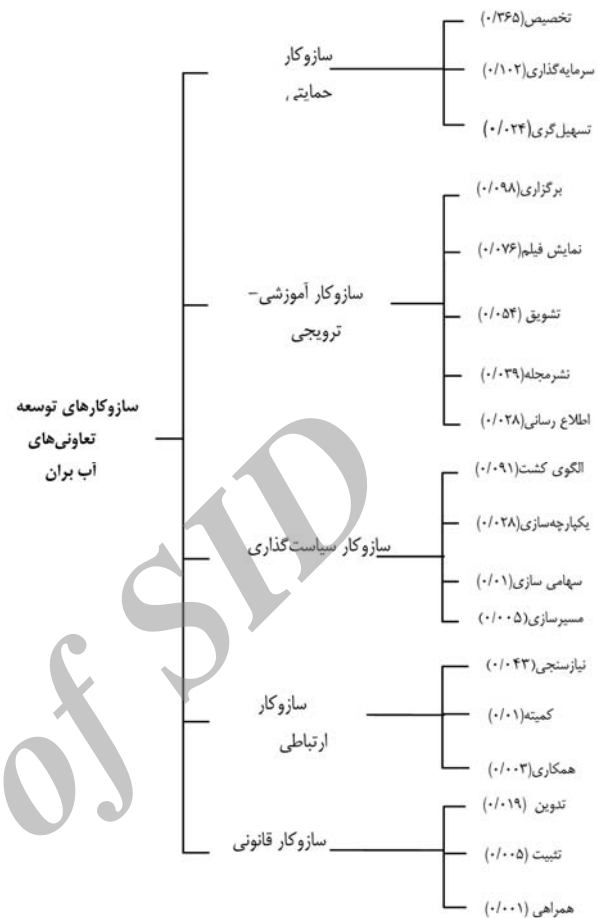 سازوکارهای توسعه
تعاونی‌های
آب بران
سازوکار
حمایتی
تخصیص(۰/۳۶۵)
سرمایه‌گذاری(۰/۱۰۲)
تسهیل‌گری(۰/۰۲۴)
سازوکار آموزشی-
ترویجی
برگزاری(۰/۰۹۸)
نمایش فیلم(۰/۰۷۶)
تشویق (۰/۰۵۴)
نشرمجله(۰/۰۳۹)
اطلاع رسانی(۰/۰۲۸)
سازوکار سیاست‌گذاری
الگوی کشت(۰/۰۹۱)
یکپارچه‌سازی(۰/۰۲۸)
سهامی سازی(۰/۰۱)
مسیرسازی(۰/۰۰۵)
سازوکار
ارتباطی
نیازسنجی(۰/۰۴۳)
کمیته(۰/۰۱)
همکاری(۰/۰۰۳)
سازوکار قانونی
تدوین (۰/۰۱۹)
تثبیت (۰/۰۰۵)
همراهی (۰/۰۰۱)
of SID